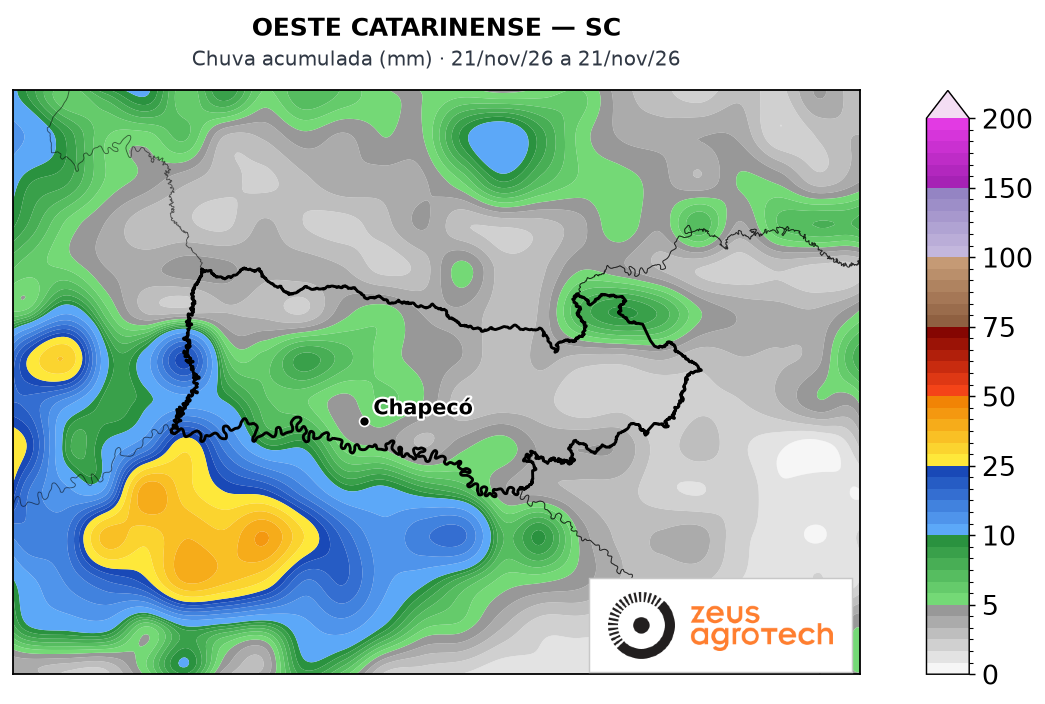 OESTE CATARINENSE — SC
Chuva acumulada (mm) · 21/nov/26 a 21/nov/26
200
150
100
75
50
25
10
5
0
Chapecó
zeus
agrotech